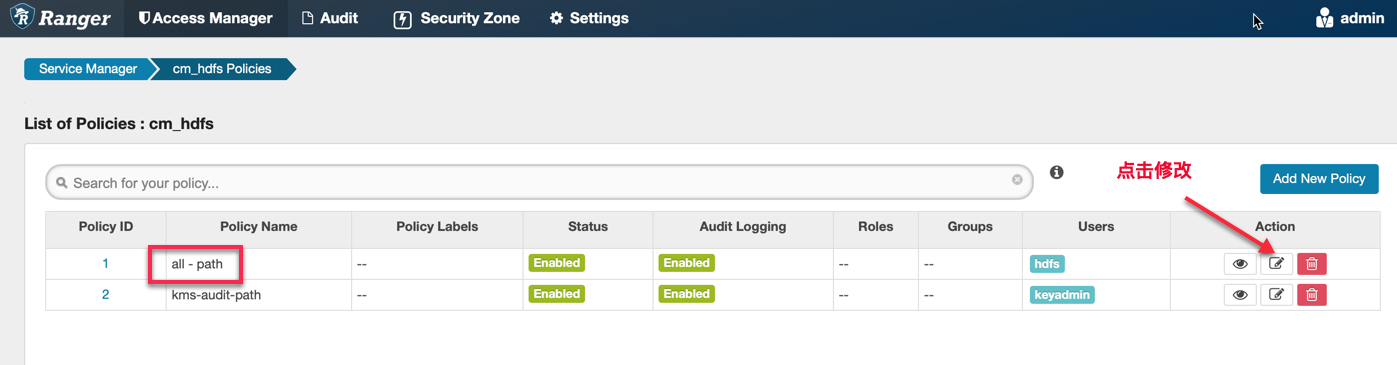 Ranger Access Manager Audit Security Zone Settings admin
Service Manager cm_hdfs Policies
List of Policies : cm_hdfs
Search for your policy... 点击修改 Add New Policy
Policy ID Policy Name Policy Labels Status Audit Logging Roles Groups Users Action
1 all - path -- Enabled Enabled -- -- hdfs
2 kms-audit-path -- Enabled Enabled -- -- keyadmin